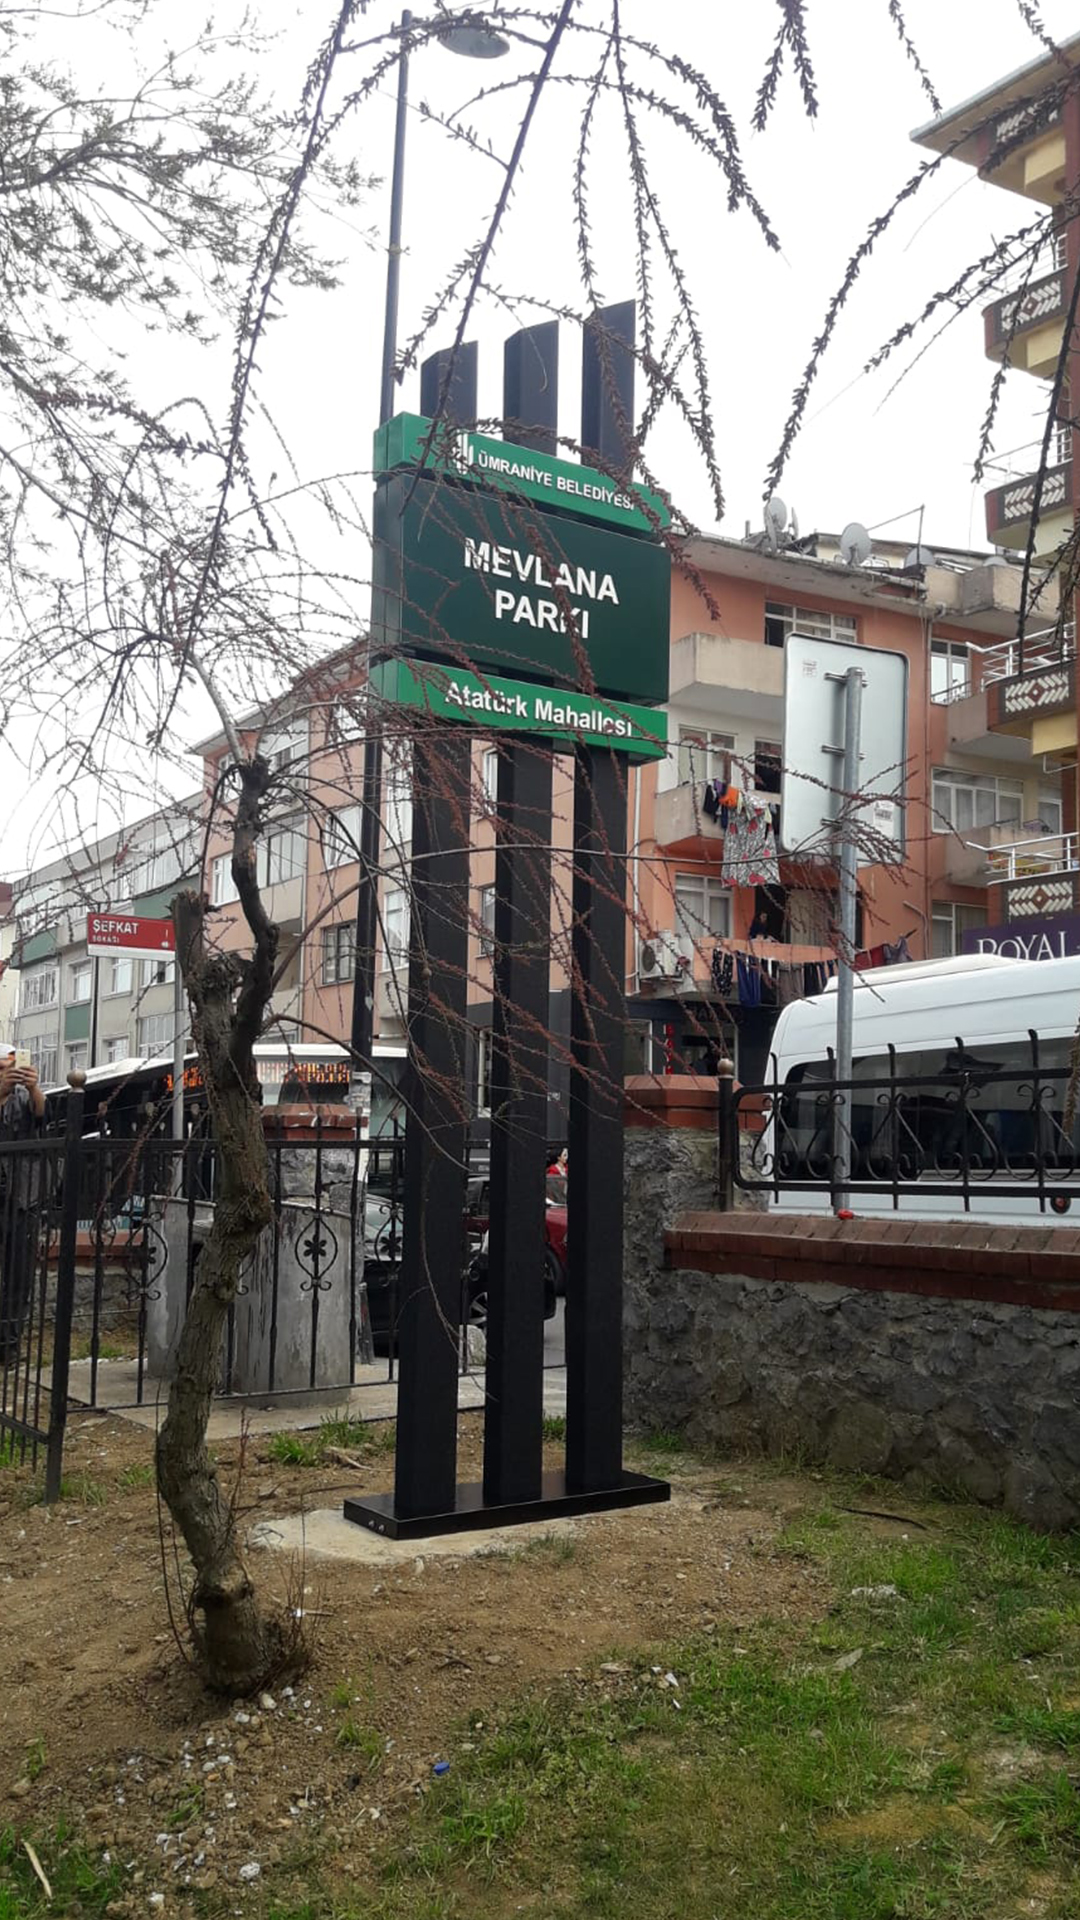 ÜMRANİYE BELEDİYESİ
MEVLANA
PARKI
Atatürk Mahallesi
ŞEFKAT
SOKAĞI
ROYAL